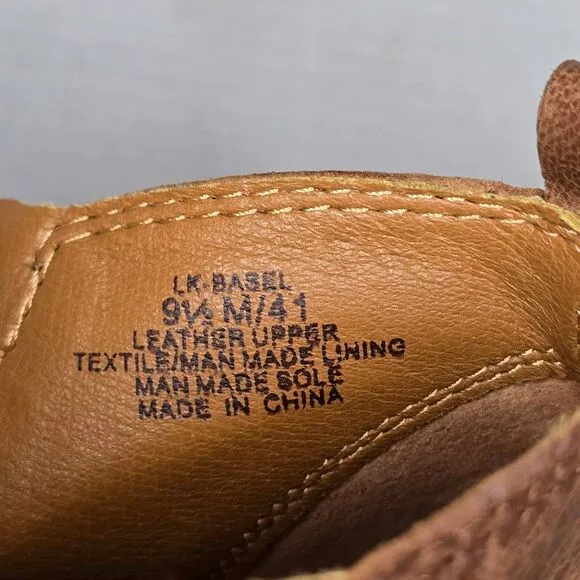 LK-BASEL
9½ M/41
LEATHER UPPER
TEXTILE/MAN MADE LINING
MAN MADE SOLE
MADE IN CHINA